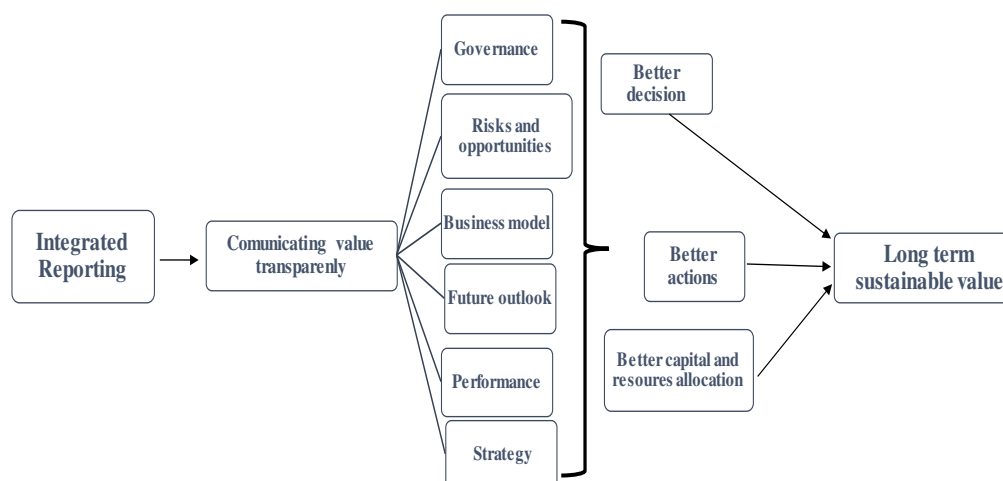 Integrated
Reporting
Comunicating value
transparenly
Governance
Risks and
opportunities
Business model
Future outlook
Performance
Strategy
Better
decision
Better
actions
Better capital and
resoures allocation
Long term
sustainable value